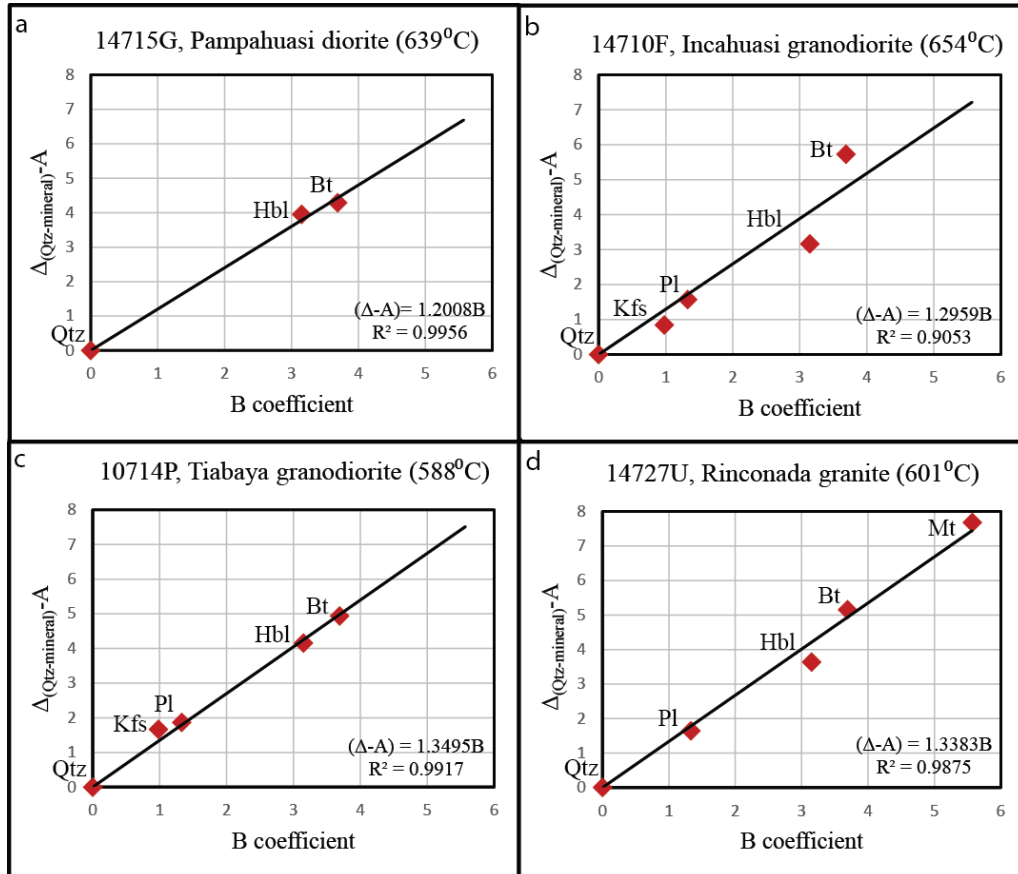 a
14715G, Pampahuasi diorite (639⁰C)
8
7
6
5
4
3
2
1
0
Δ(Qtz-mineral)-A
Bt
Hbl
Qtz
(Δ-A)= 1.2008B
R² = 0.9956
0 1 2 3 4 5 6
B coefficient
b
14710F, Incahuasi granodiorite (654⁰C)
8
7
6
5
4
3
2
1
0
Δ(Qtz-mineral)-A
Bt
Hbl
Pl
Kfs
Qtz
(Δ-A) = 1.2959B
R² = 0.9053
0 1 2 3 4 5 6
B coefficient
c
10714P, Tiabaya granodiorite (588⁰C)
8
7
6
5
4
3
2
1
0
Δ(Qtz-mineral)-A
Bt
Hbl
Pl
Kfs
Qtz
(Δ-A) = 1.3495B
R² = 0.9917
0 1 2 3 4 5 6
B coefficient
d
14727U, Rinconada granite (601⁰C)
8
7
6
5
4
3
2
1
0
Δ(Qtz-mineral)-A
Mt
Bt
Hbl
Pl
Qtz
(Δ-A) = 1.3383B
R² = 0.9875
0 1 2 3 4 5 6
B coefficient